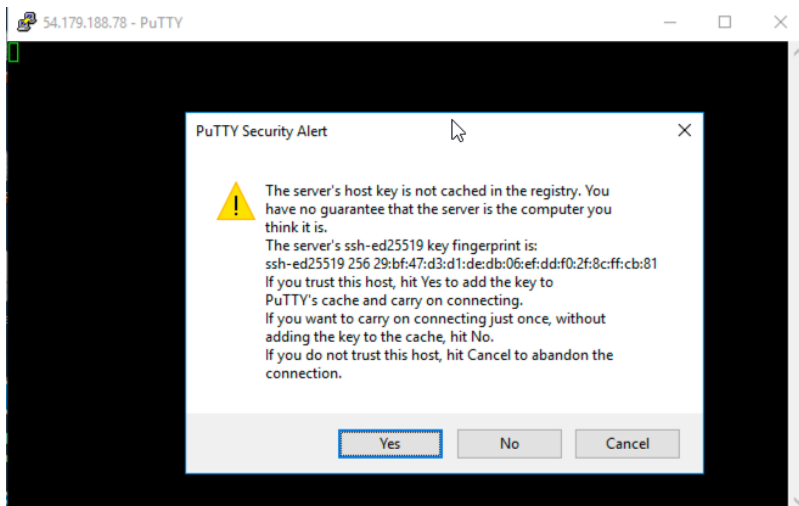 54.179.188.78 - PuTTY
PuTTY Security Alert
The server's host key is not cached in the registry. You
have no guarantee that the server is the computer you
think it is.
The server's ssh-ed25519 key fingerprint is:
ssh-ed25519 256 29:bf:47:d3:d1:de:db:06:ef:dd:f0:2f:8c:ff:cb:81
If you trust this host, hit Yes to add the key to
PuTTY's cache and carry on connecting.
If you want to carry on connecting just once, without
adding the key to the cache, hit No.
If you do not trust this host, hit Cancel to abandon the
connection.
Yes No Cancel